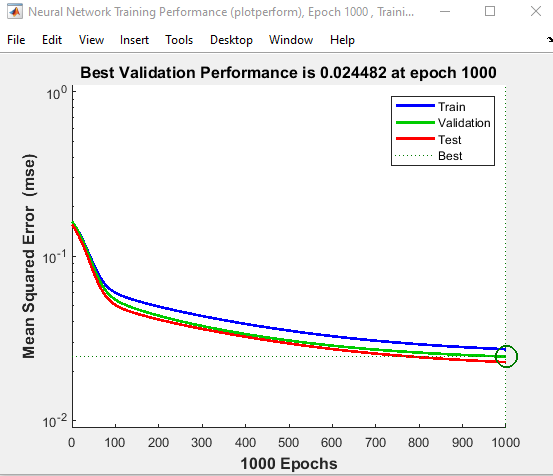 Neural Network Training Performance (plotperform), Epoch 1000 , Traini...
File Edit View Insert Tools Desktop Window Help
Best Validation Performance is 0.024482 at epoch 1000
Train
Validation
Test
Best
Mean Squared Error (mse)
10^0
10^-1
10^-2
0 100 200 300 400 500 600 700 800 900 1000
1000 Epochs